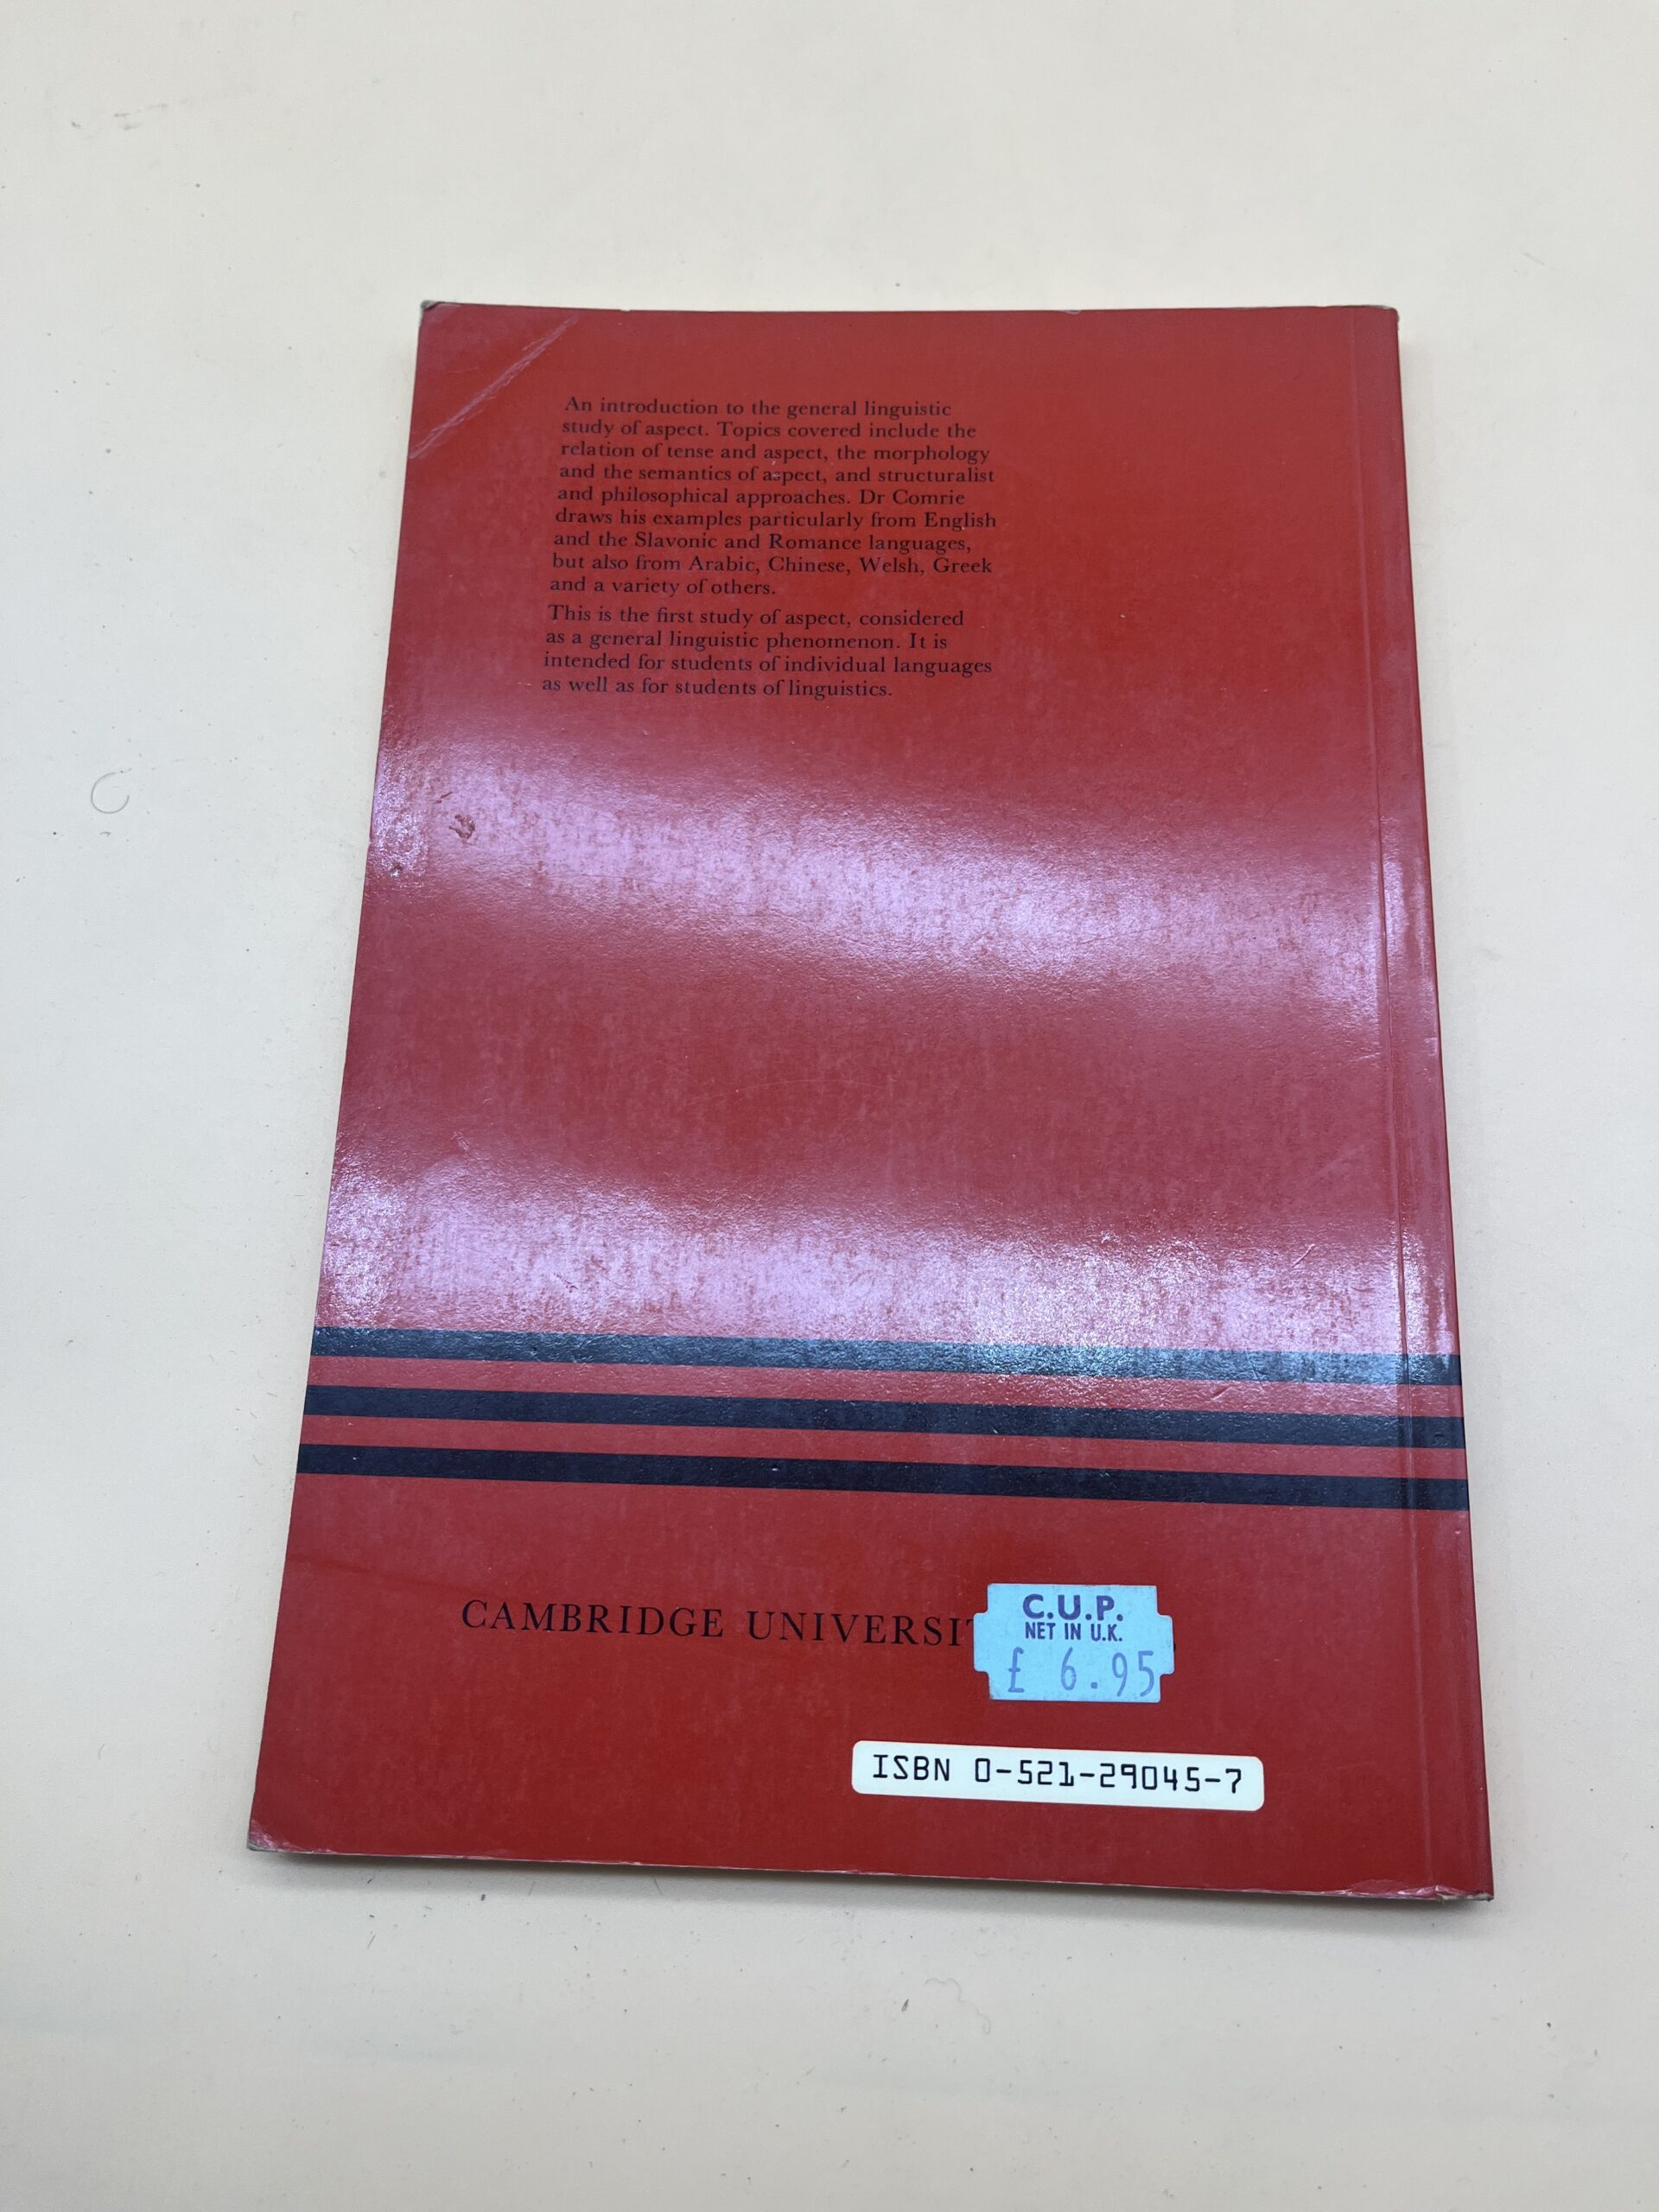 An introduction to the general linguistic
study of aspect. Topics covered include the
relation of tense and aspect, the morphology
and the semantics of aspect, and structuralist
and philosophical approaches. Dr Comrie
draws his examples particularly from English
and the Slavonic and Romance languages,
but also from Arabic, Chinese, Welsh, Greek
and a variety of others.
This is the first study of aspect, considered
as a general linguistic phenomenon. It is
intended for students of individual languages
as well as for students of linguistics.
CAMBRIDGE
C.U.P.
NET IN U.K.
£ 6.95
ISBN 0-521-29045-7